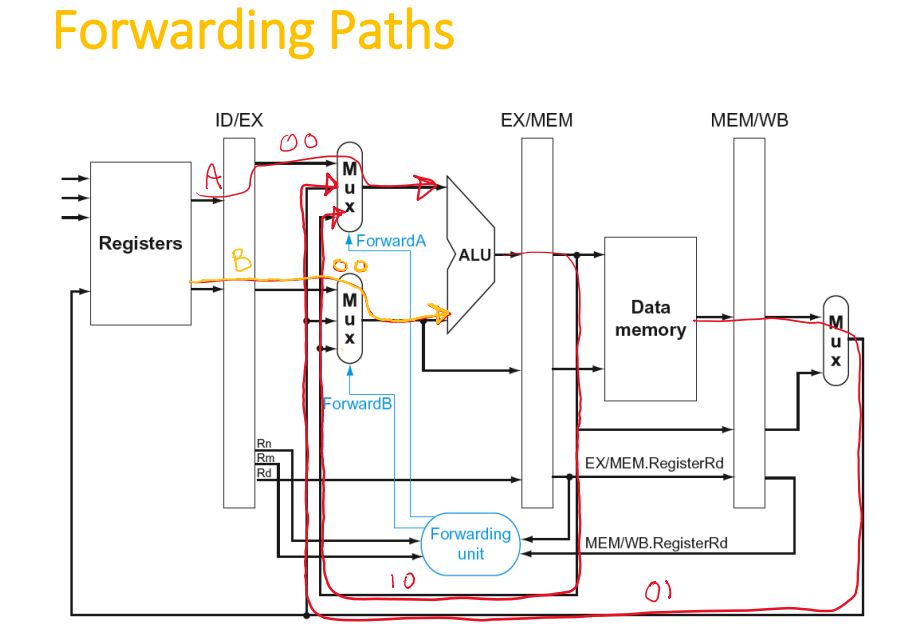 Forwarding Paths
ID/EX
EX/MEM
MEM/WB
00
A
Mux
Registers
ForwardA
ALU
B
00
Mux
Data
memory
Mux
ForwardB
Rn
Rm
Rd
EX/MEM.RegisterRd
Forwarding
unit
MEM/WB.RegisterRd
10
01